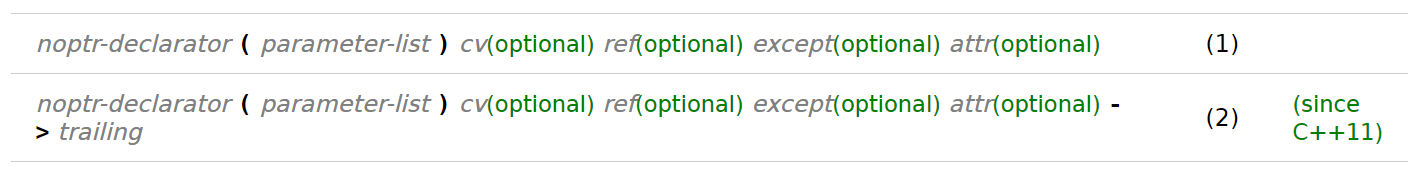 noptr-declarator ( parameter-list ) cv(optional) ref(optional) except(optional) attr(optional) (1)
noptr-declarator ( parameter-list ) cv(optional) ref(optional) except(optional) attr(optional) -
> trailing
(2)
(since
C++11)